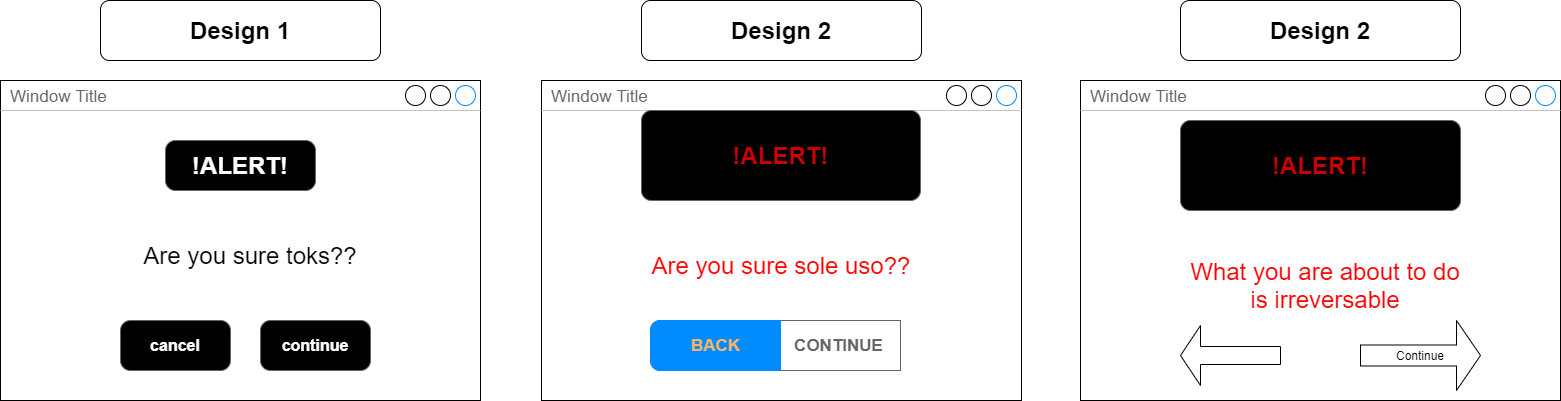 Design 1
Design 2
Design 2
Window Title
Window Title
Window Title
!ALERT!
!ALERT!
!ALERT!
Are you sure toks??
Are you sure sole uso??
What you are about to do
is irreversable
cancel
continue
BACK
CONTINUE
Continue